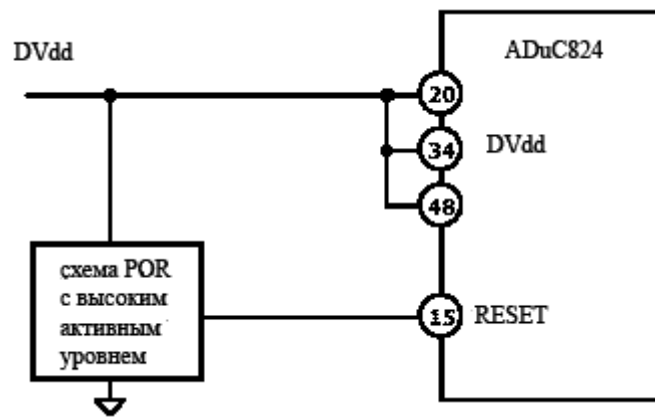 DVdd
ADuC824
20
34
DVdd
48
схема POR
с высоким
активным
уровнем
15
RESET